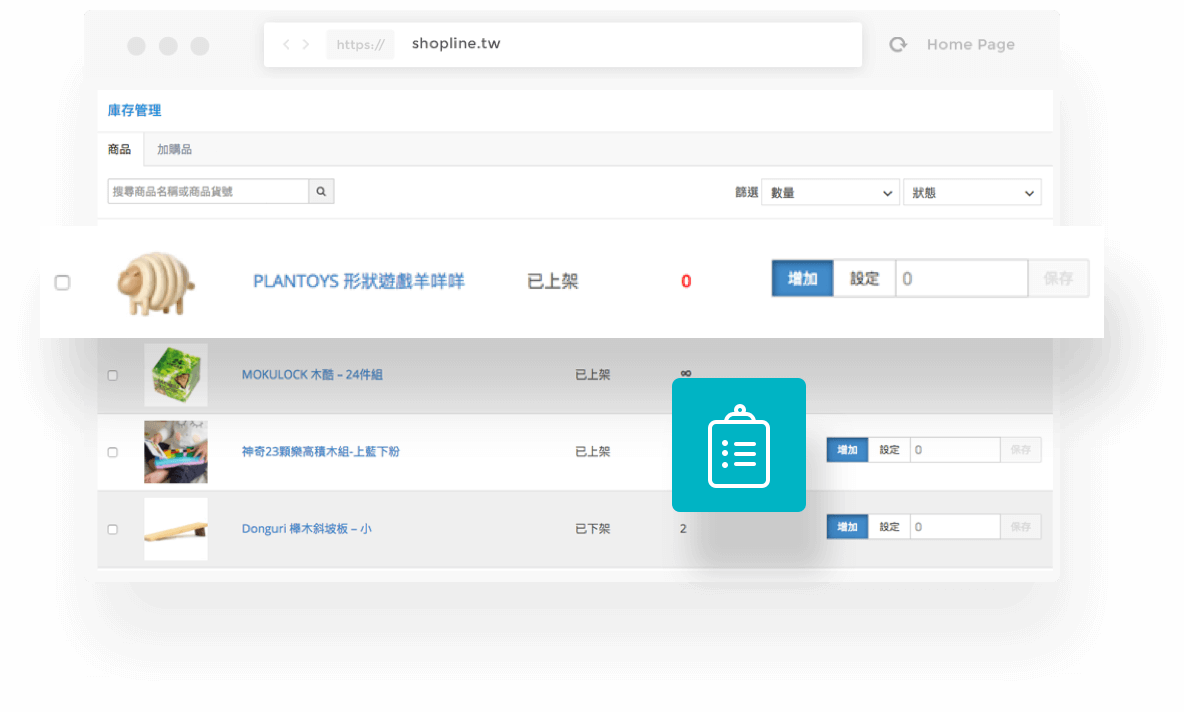 https:// shopline.tw Home Page
庫存管理
商品 加購品
搜尋商品名稱或商品貨號 篩選 數量 狀態
PLANTOYS 形狀遊戲羊咩咩 已上架 0 增加 設定 0 保存
MOKULOCK 木酷 – 24件組 已上架 ∞
神奇23顆樂高積木組-上藍下粉 已上架 增加 設定 0 保存
Donguri 游木斜坡板 – 小 已下架 2 增加 設定 0 保存